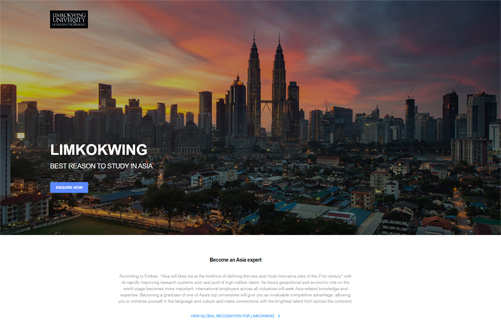 LIMKOKWING
UNIVERSITY
OF CREATIVE TECHNOLOGY
LIMKOKWING
BEST REASON TO STUDY IN ASIA
ENQUIRE NOW
Become an Asia expert
According to Forbes, "Asia will likely be at the forefront of defining the new and most innovative jobs of the 21st century" with
its rapidly improving research systems and vast pool of high caliber talent. As Asia's geopolitical and economic role on the
world stage becomes more important, international employers across all industries will seek Asia-related knowledge and
expertise. Becoming a graduate of one of Asia's top universities will give you an invaluable competitive advantage, allowing
you to immerse yourself in the language and culture and make connections with the brightest talent from across the continent.
VIEW GLOBAL RECOGNITION FOR LIMKOKWING >